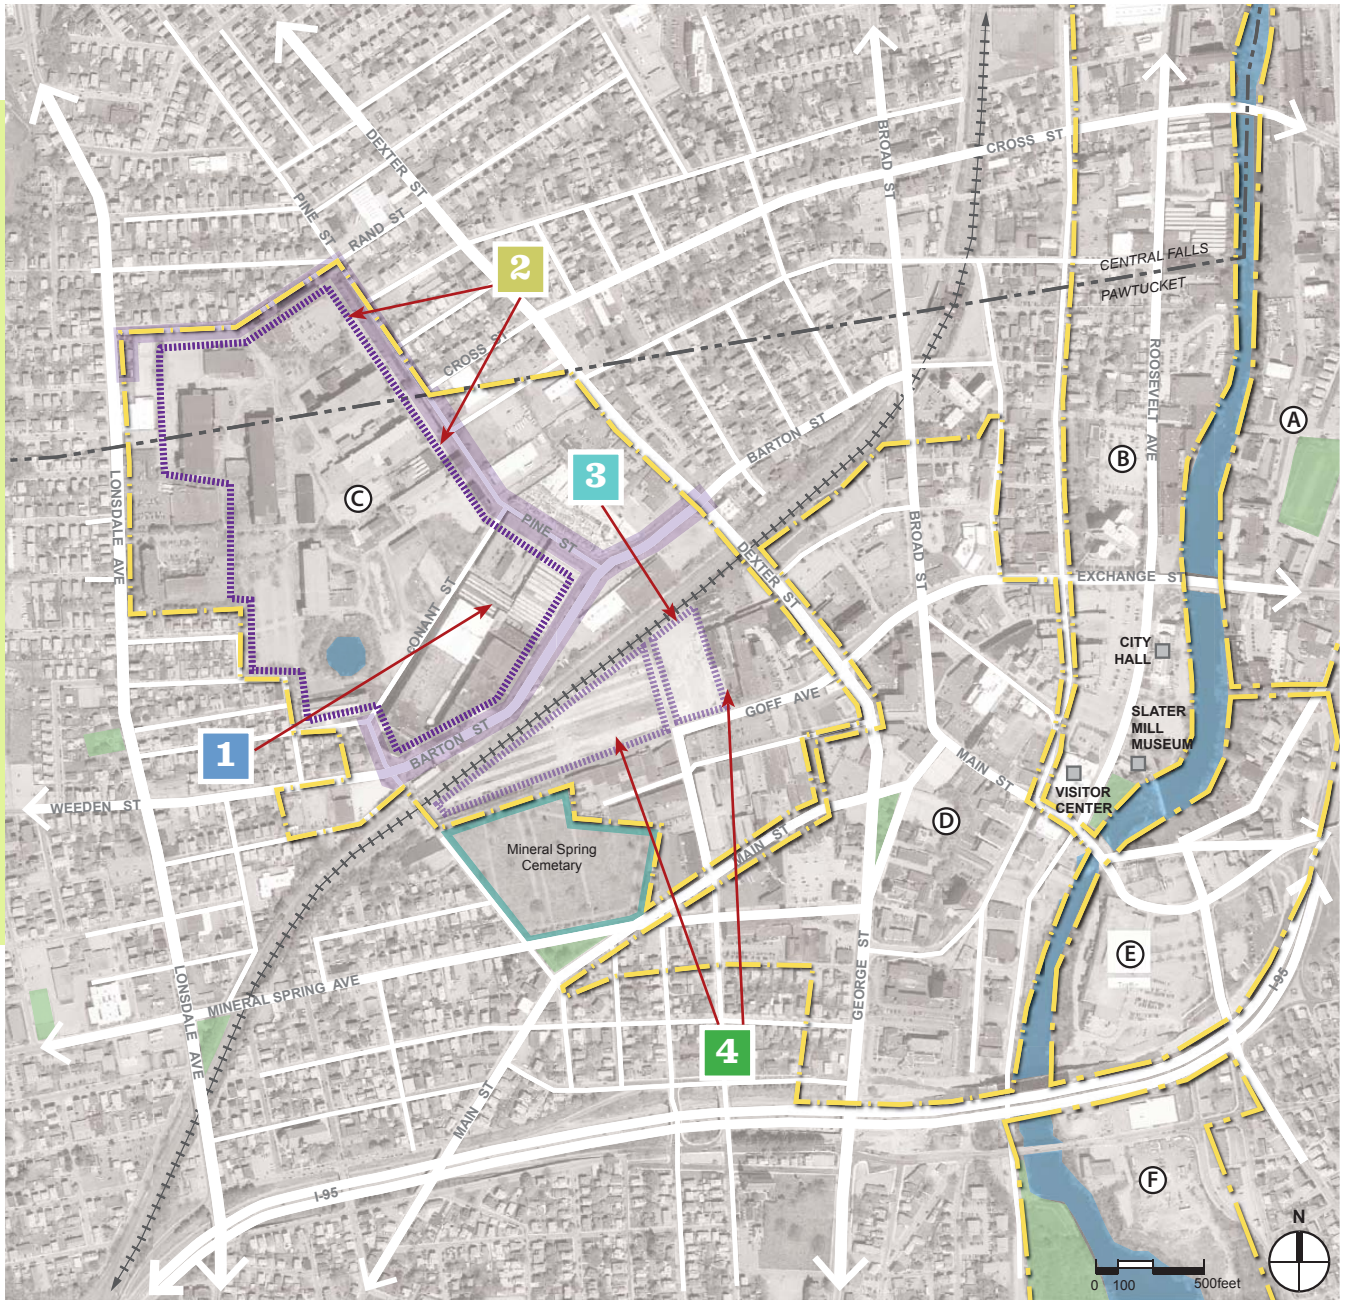 DEXTER ST
BROAD ST
CROSS ST
PINE ST
RAND ST
CENTRAL FALLS
PAWTUCKET
2
CROSS ST
ROOSEVELT AVE
BARTON ST
A
B
3
C
LONSDALE AVE
PINE ST
DEXTER ST
BROAD ST
EXCHANGE ST
CONANT ST
CITY
HALL
GOFF AVE
SLATER
MILL
MUSEUM
1
BARTON ST
MAIN ST
VISITOR
CENTER
WEEDEN ST
D
MAIN ST
Mineral Spring
Cemetary
E
GEORGE ST
I-95
MINERAL SPRING AVE
LONSDALE AVE
4
MAIN ST
I-95
F
N
0 100 500feet